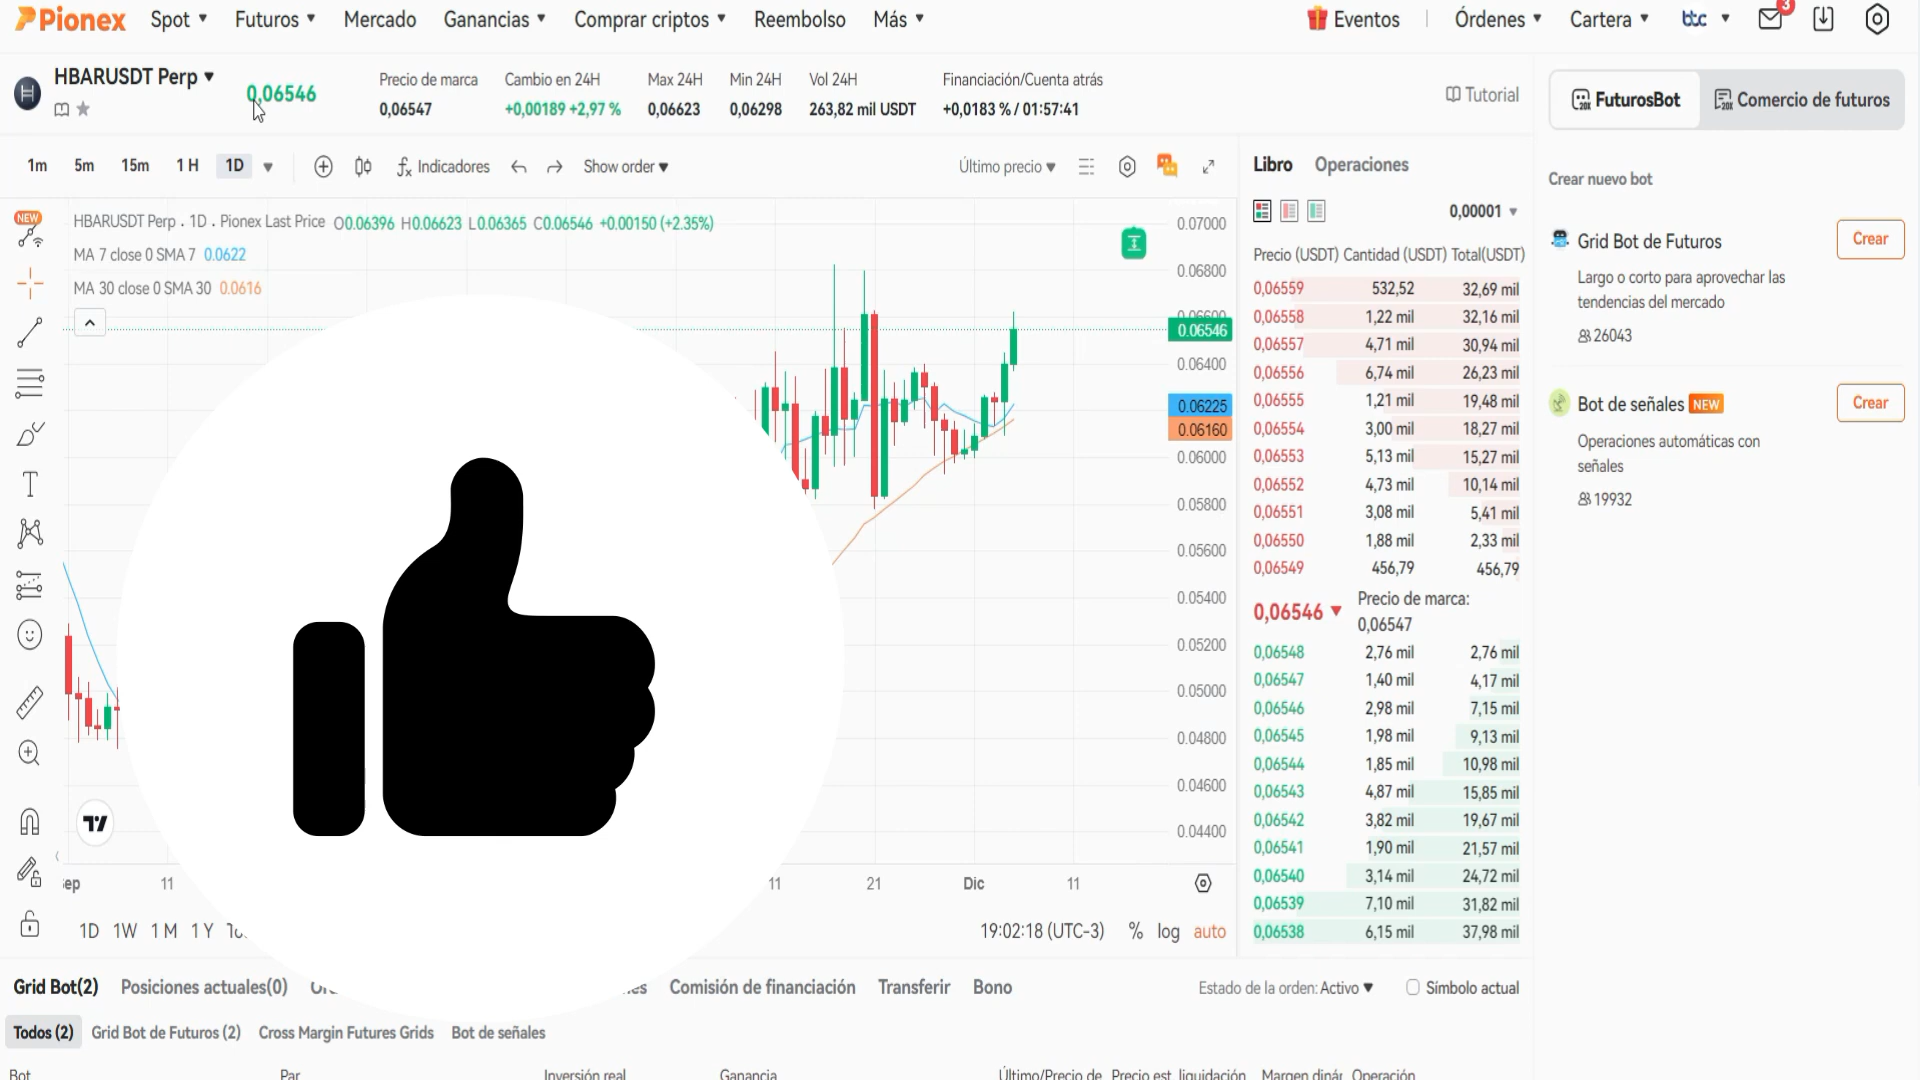 Pionex Spot Futuros Mercado Ganancias Comprar criptos Reembolso Más Eventos Órdenes Cartera btc 3
HBARUSDT Perp 0,06546
Precio de marca Cambio en 24H Max 24H Min 24H Vol 24H Financiación/Cuenta atrás
0,06547 +0,00189 +2,97 % 0,06623 0,06298 263,82 mil USDT +0,0183 % / 01:57:41
Tutorial
FuturosBot Comercio de futuros
1m 5m 15m 1 H 1D Indicadores Show order Último precio
Libro Operaciones
Crear nuevo bot
NEW
HBARUSDT Perp . 1D . Pionex Last Price O0.06396 H0.06623 L0.06365 C0.06546 +0.00150 (+2.35%)
MA 7 close 0 SMA 7 0.0622
MA 30 close 0 SMA 30 0.0616
0.07000
0.06800
0.06546
0.06400
0.06225
0.06160
0.06000
0.05800
0.05600
0.05400
0.05200
0.05000
0.04800
0.04600
0.04400
11 11 21 Dic 11
1D 1W 1 M 1 Y
19:02:18 (UTC-3) % log auto
0,00001
Precio (USDT) Cantidad (USDT) Total(USDT)
0,06559 532,52 32,69 mil
0,06558 1,22 mil 32,16 mil
0,06557 4,71 mil 30,94 mil
0,06556 6,74 mil 26,23 mil
0,06555 1,21 mil 19,48 mil
0,06554 3,00 mil 18,27 mil
0,06553 5,13 mil 15,27 mil
0,06552 4,73 mil 10,14 mil
0,06551 3,08 mil 5,41 mil
0,06550 1,88 mil 2,33 mil
0,06549 456,79 456,79
0,06546 Precio de marca:
0,06547
0,06548 2,76 mil 2,76 mil
0,06547 1,40 mil 4,17 mil
0,06546 2,98 mil 7,15 mil
0,06545 1,98 mil 9,13 mil
0,06544 1,85 mil 10,98 mil
0,06543 4,87 mil 15,85 mil
0,06542 3,82 mil 19,67 mil
0,06541 1,90 mil 21,57 mil
0,06540 3,14 mil 24,72 mil
0,06539 7,10 mil 31,82 mil
0,06538 6,15 mil 37,98 mil
Grid Bot de Futuros Crear
Largo o corto para aprovechar las
tendencias del mercado
26043
Bot de señales NEW Crear
Operaciones automáticas con
señales
19932
Grid Bot(2) Posiciones actuales(0) Comisión de financiación Transferir Bono Estado de la orden: Activo Símbolo actual
Todos (2) Grid Bot de Futuros (2) Cross Margin Futures Grids Bot de señales
Bot Par Inversión real Ganancia Último/Precio de Precio est. liquidación Margen Operación